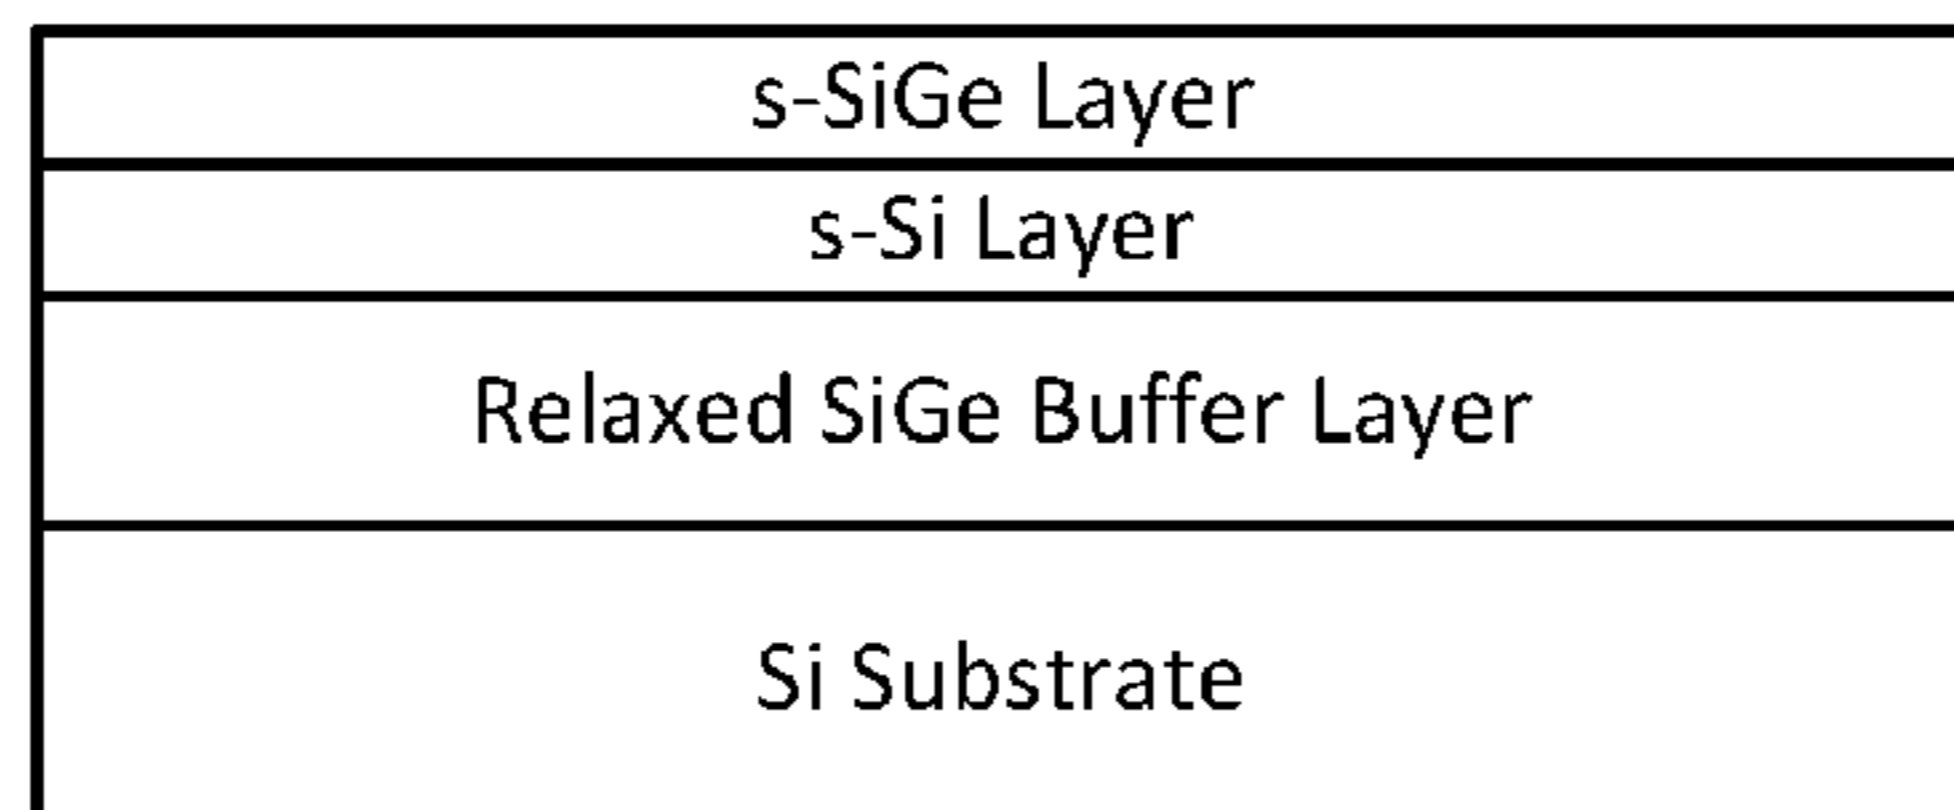 s-SiGe Layer
s-Si Layer
Relaxed SiGe Buffer Layer
Si Substrate